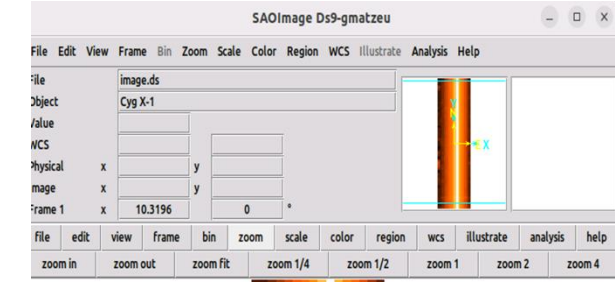 SAOImage Ds9-gmatzeu
File Edit View Frame Bin Zoom Scale Color Region WCS Illustrate Analysis Help
File image.ds
Object Cyg X-1
Value
WCS
Physical x y
Image x y
Frame 1 x 10.3196 0 °
Y
N
E X
file edit view frame bin zoom scale color region wcs illustrate analysis help
zoom in zoom out zoom fit zoom 1/4 zoom 1/2 zoom 1 zoom 2 zoom 4